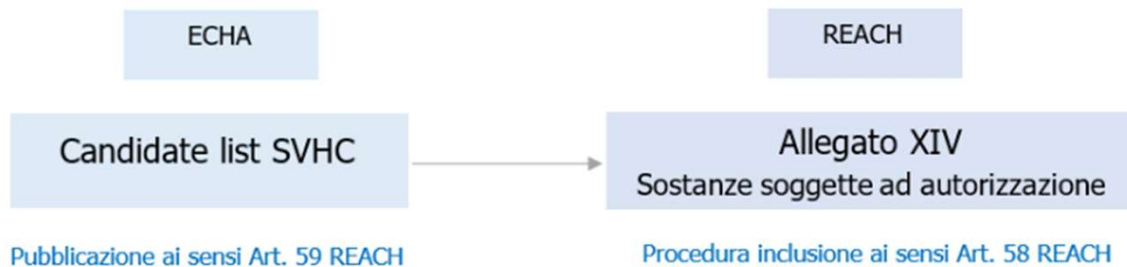 ECHA
REACH
Candidate list SVHC
Allegato XIV
Sostanze soggette ad autorizzazione
Pubblicazione ai sensi Art. 59 REACH
Procedura inclusione ai sensi Art. 58 REACH